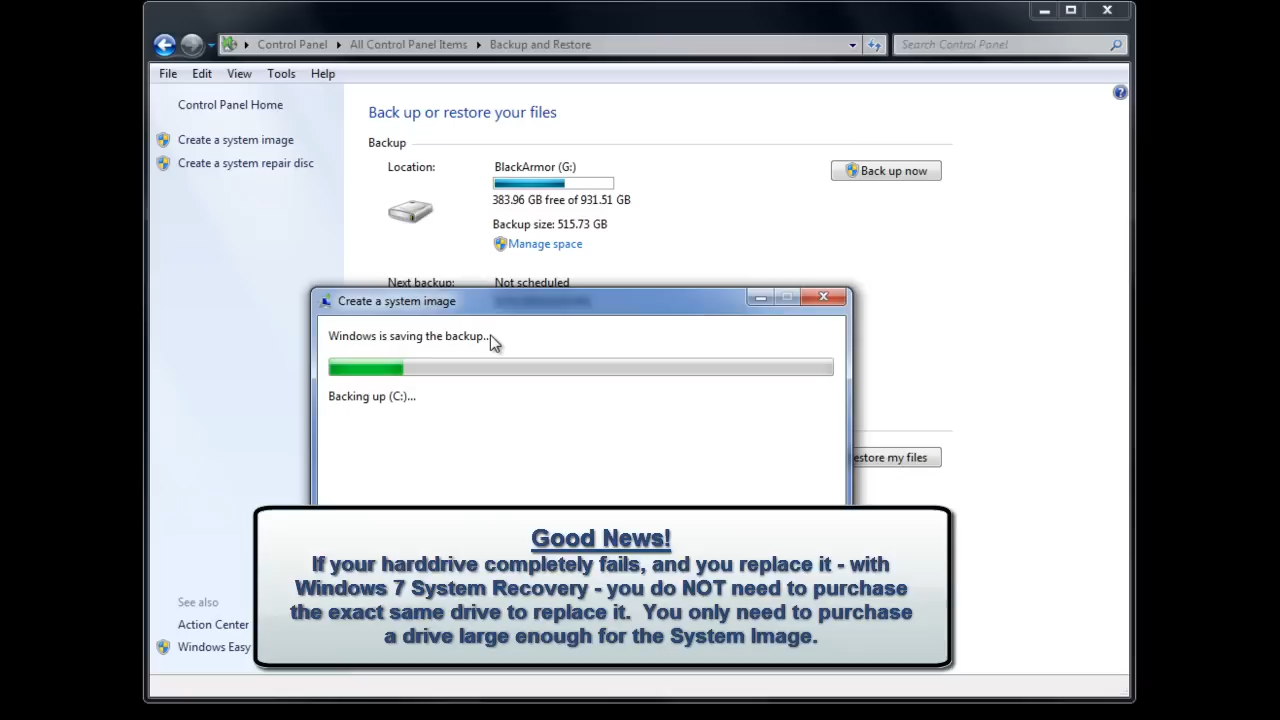 Control Panel
All Control Panel Items
Backup and Restore
Search Control Panel
File Edit View Tools Help
Control Panel Home
Create a system image
Create a system repair disc
Back up or restore your files
Backup
Location:
BlackArmor (G:)
Back up now
383.96 GB free of 931.51 GB
Backup size: 515.73 GB
Manage space
Next backup:
Not scheduled
Create a system image
Windows is saving the backup...
Backing up (C:)...
estore my files
Good News!
If your harddrive completely fails, and you replace it - with
Windows 7 System Recovery - you do NOT need to purchase
the exact same drive to replace it. You only need to purchase
a drive large enough for the System Image.
See also
Action Center
Windows Easy